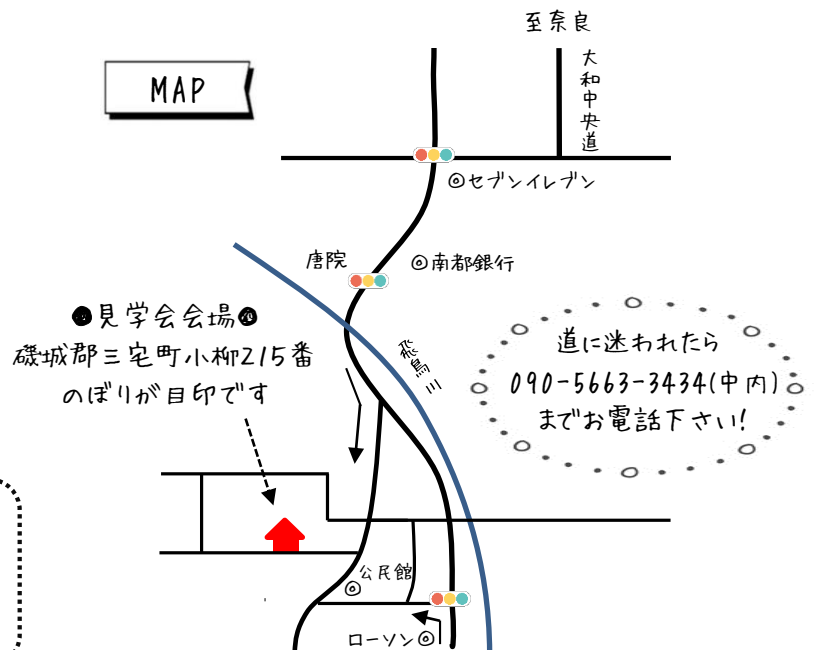 至奈良
大和中央道
MAP
◎セブンイレブン
唐院
◎南都銀行
●見学会会場●
磯城郡三宅町小柳215番
のぼりが目印です
飛鳥川
道に迷われたら
090-5663-3434(中内)
までお電話下さい!
公民館
◎
ローソン◎